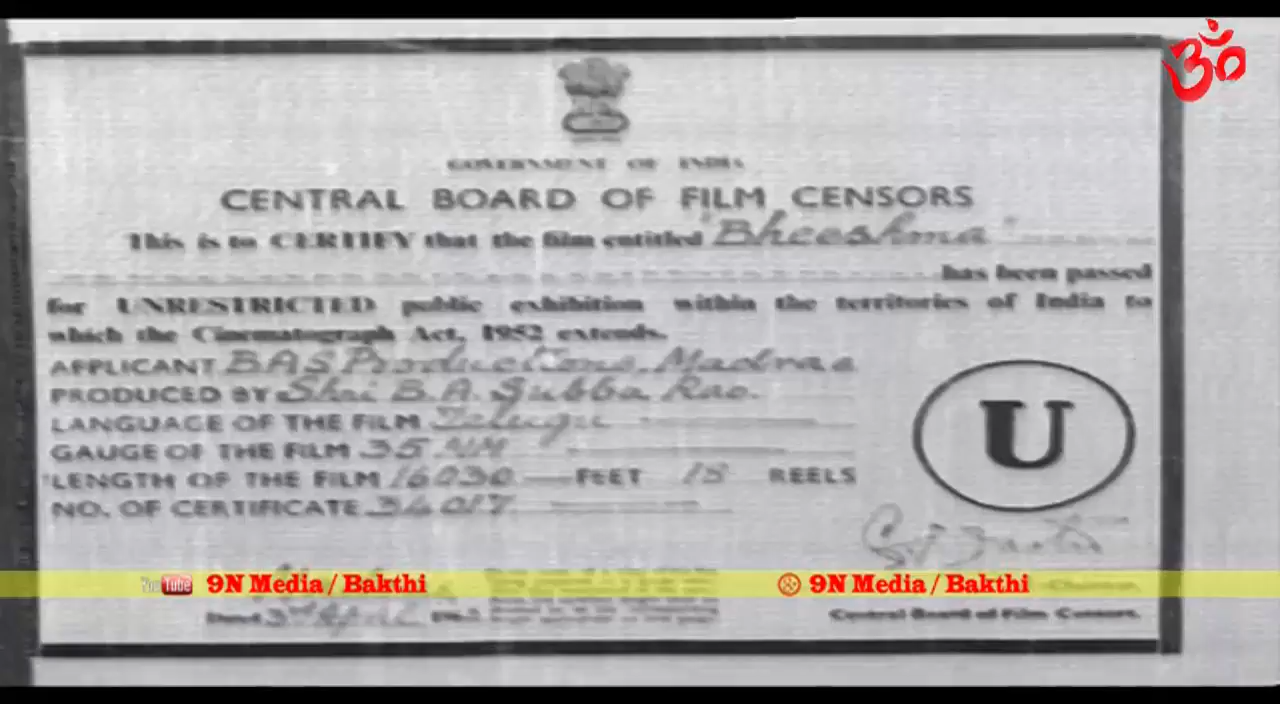 ॐ
GOVERNMENT OF INDIA
CENTRAL BOARD OF FILM CENSORS
This is to CERTIFY that the film entitled "Bheeshma"
has been passed
for UNRESTRICTED public exhibition within the territories of India to
which the Cinematograph Act, 1952 extends.
APPLICANT BAS Productions, Madras
PRODUCED BY Shri B.A. Subba Rao.
LANGUAGE OF THE FILM Telugu
GAUGE OF THE FILM 35 MM
LENGTH OF THE FILM 16030 FEET 18 REELS
NO. OF CERTIFICATE 34017
U
YouTube 9N Media / Bakthi 9N Media / Bakthi
Central Board of Film Censors.